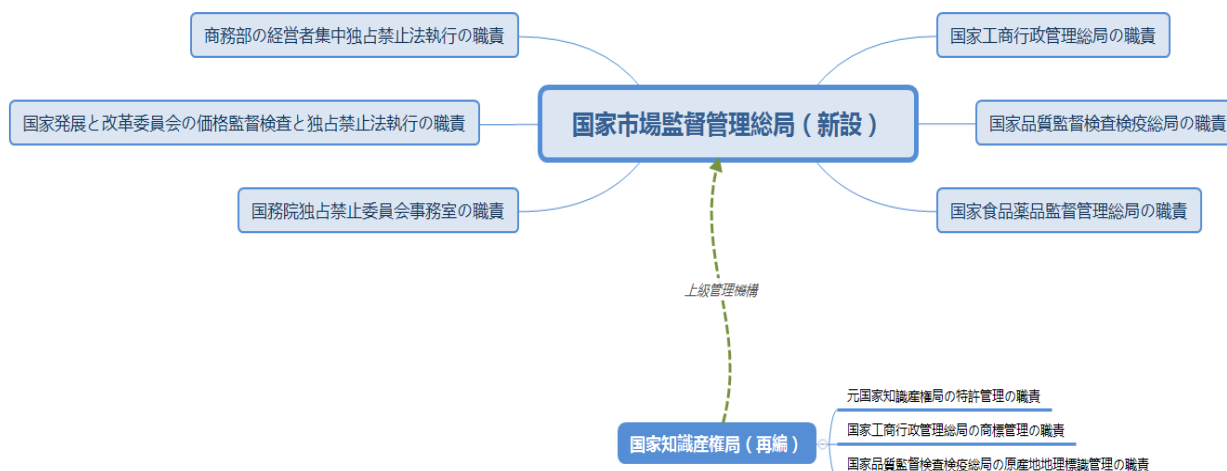 商務部の経営者集中独占禁止法執行の職責
国家工商行政管理総局の職責
国家発展と改革委員会の価格監督検査と独占禁止法執行の職責
国家市場監督管理総局（新設）
国家品質監督検査検疫総局の職責
国務院独占禁止委員会事務室の職責
国家食品薬品監督管理総局の職責
上級管理機構
国家知識産権局（再編）
元国家知識産権局の特許管理の職責
国家工商行政管理総局の商標管理の職責
国家品質監督検査検疫総局の原産地地理標識管理の職責